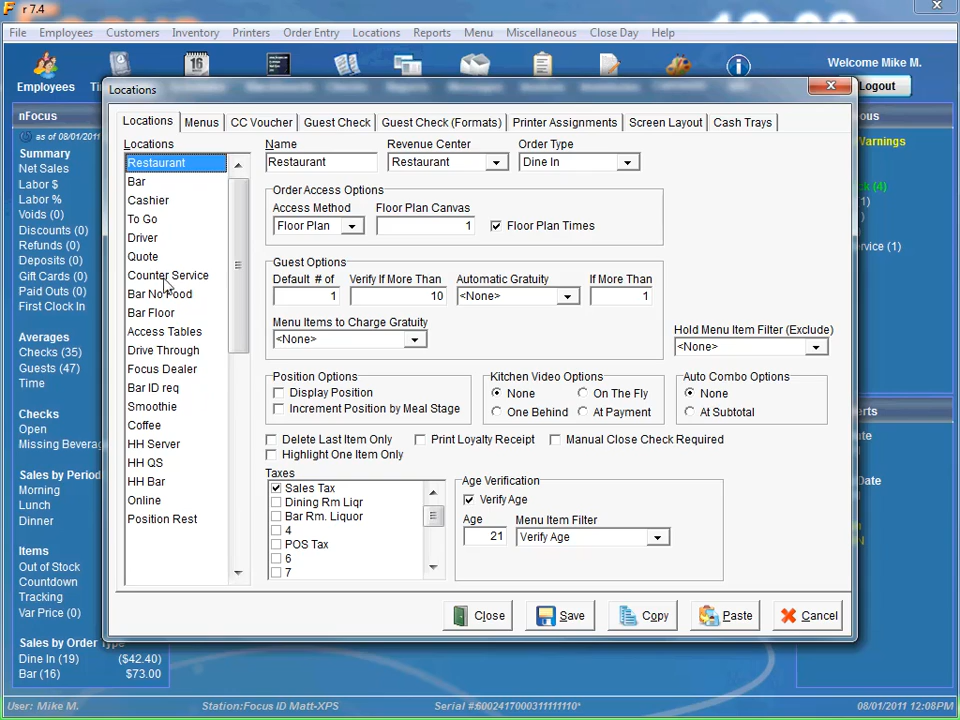 r 7.4
File Employees Customers Inventory Printers Order Entry Locations Reports Menu Miscellaneous Close Day Help
16
Welcome Mike M.
Employees
Logout
Locations
nFocus
as of 08/01/2011
Summary
Net Sales
Labor $
Labor %
Voids (0)
Discounts (0)
Refunds (0)
Deposits (0)
Gift Cards (0)
Paid Outs (0)
First Clock In
Averages
Checks (35)
Guests (47)
Time
Checks
Open
Missing Bevera
Sales by Period
Morning
Lunch
Dinner
Items
Out of Stock
Countdown
Tracking
Var Price (0)
Sales by Order Type
Dine In (19) ($42.40)
Bar (16) $73.00
Locations Menus CC Voucher Guest Check Guest Check (Formats) Printer Assignments Screen Layout Cash Trays
Locations
Restaurant
Bar
Cashier
To Go
Driver
Quote
Counter Service
Bar No Food
Bar Floor
Access Tables
Drive Through
Focus Dealer
Bar ID req
Smoothie
Coffee
HH Server
HH QS
HH Bar
Online
Position Rest
Name Revenue Center Order Type
Restaurant Restaurant Dine In
Order Access Options
Access Method Floor Plan Canvas
Floor Plan 1 Floor Plan Times
Guest Options
Default # of Verify If More Than Automatic Gratuity If More Than
1 10 <None> 1
Menu Items to Charge Gratuity
<None>
Hold Menu Item Filter (Exclude)
<None>
Position Options
Display Position
Increment Position by Meal Stage
Kitchen Video Options
None On The Fly
One Behind At Payment
Auto Combo Options
None
At Subtotal
Delete Last Item Only Print Loyalty Receipt Manual Close Check Required
Highlight One Item Only
Taxes
Sales Tax
Dining Rm Liqr
Bar Rm. Liquor
4
POS Tax
6
7
Age Verification
Verify Age
Age Menu Item Filter
21 Verify Age
Close Save Copy Paste Cancel
ous
Warnings
k (4)
1)
)
rvice (1)
erts
te
Date
N
User: Mike M. Station:Focus ID Matt-XPS Serial #:6002417000311111110* 08/01/2011 12:08PM